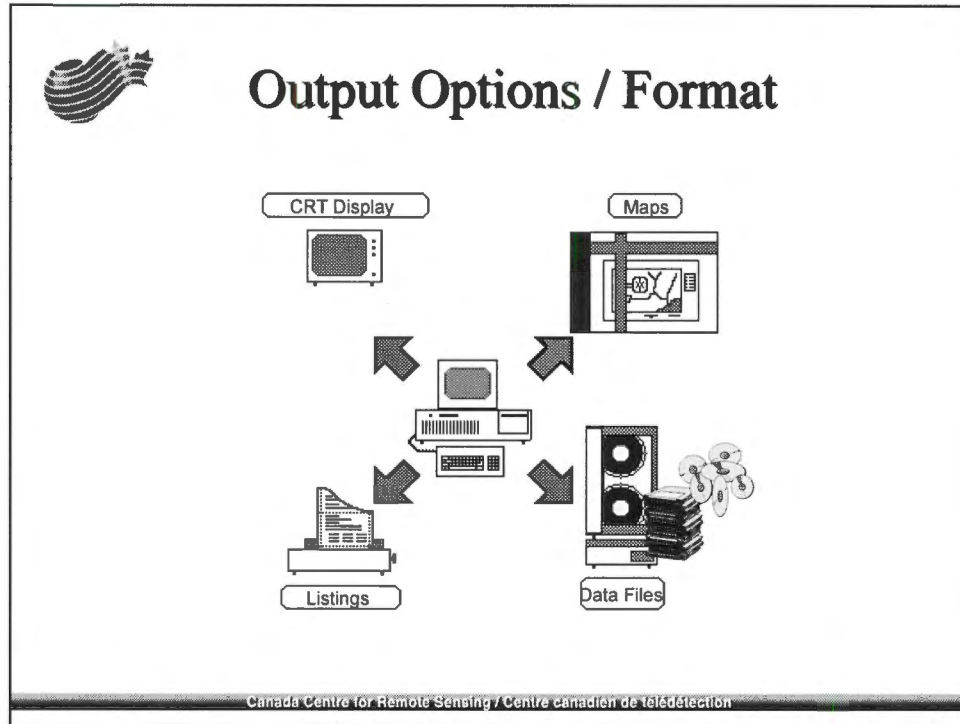 Output Options / Format
CRT Display
Maps
Listings
Data Files
Canada Centre for Remote Sensing / Centre canadien de télédétection